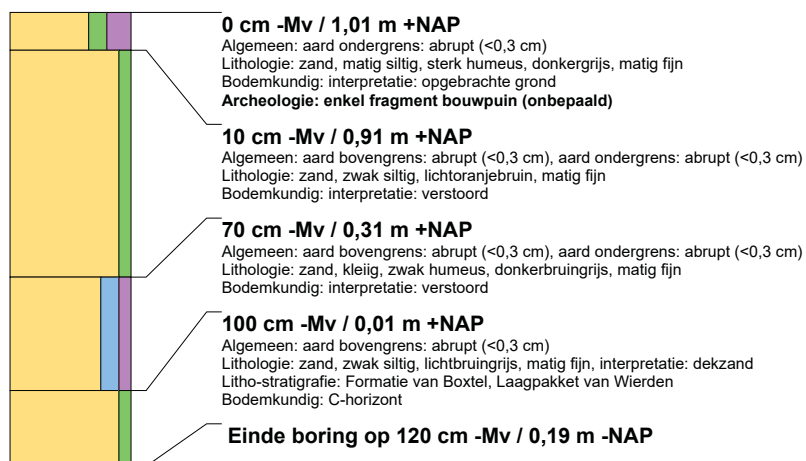 0 cm -Mv / 1,01 m +NAP
Algemeen: aard ondergrens: abrupt (<0,3 cm)
Lithologie: zand, matig siltig, sterk humeus, donkergrijs, matig fijn
Bodemkundig: interpretatie: opgebrachte grond
Archeologie: enkel fragment bouwpuin (onbepaald)
10 cm -Mv / 0,91 m +NAP
Algemeen: aard bovengrens: abrupt (<0,3 cm), aard ondergrens: abrupt (<0,3 cm)
Lithologie: zand, zwak siltig, lichtoranjebruin, matig fijn
Bodemkundig: interpretatie: verstoord
70 cm -Mv / 0,31 m +NAP
Algemeen: aard bovengrens: abrupt (<0,3 cm), aard ondergrens: abrupt (<0,3 cm)
Lithologie: zand, kleiig, zwak humeus, donkerbruingrijs, matig fijn
Bodemkundig: interpretatie: verstoord
100 cm -Mv / 0,01 m +NAP
Algemeen: aard bovengrens: abrupt (<0,3 cm)
Lithologie: zand, zwak siltig, lichtbruingrijs, matig fijn, interpretatie: dekzand
Litho-stratigrafie: Formatie van Boxtel, Laagpakket van Wierden
Bodemkundig: C-horizont
Einde boring op 120 cm -Mv / 0,19 m -NAP